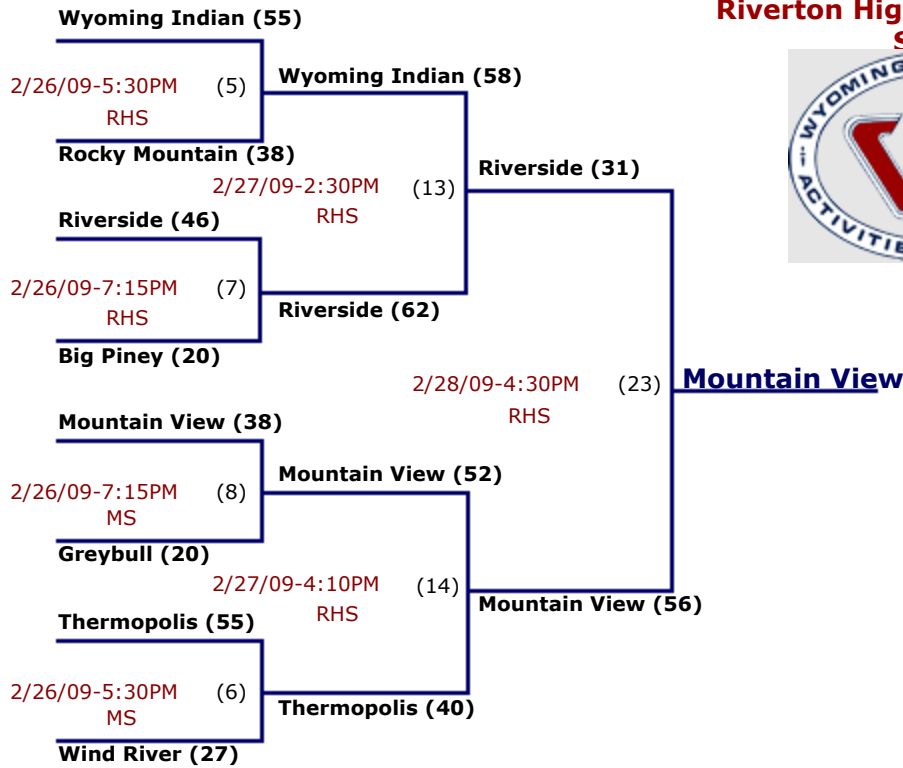 Wyoming Indian (55)
Riverton Hig
2/26/09-5:30PM (5) Wyoming Indian (58)
RHS
Rocky Mountain (38)
2/27/09-2:30PM (13) Riverside (31)
RHS
Riverside (46)
2/26/09-7:15PM (7)
RHS
Riverside (62)
Big Piney (20)
2/28/09-4:30PM (23) Mountain View
RHS
Mountain View (38)
2/26/09-7:15PM (8) Mountain View (52)
MS
Greybull (20)
2/27/09-4:10PM (14)
RHS
Mountain View (56)
Thermopolis (55)
2/26/09-5:30PM (6)
MS
Thermopolis (40)
Wind River (27)
WYOMING
ACTIVITIE